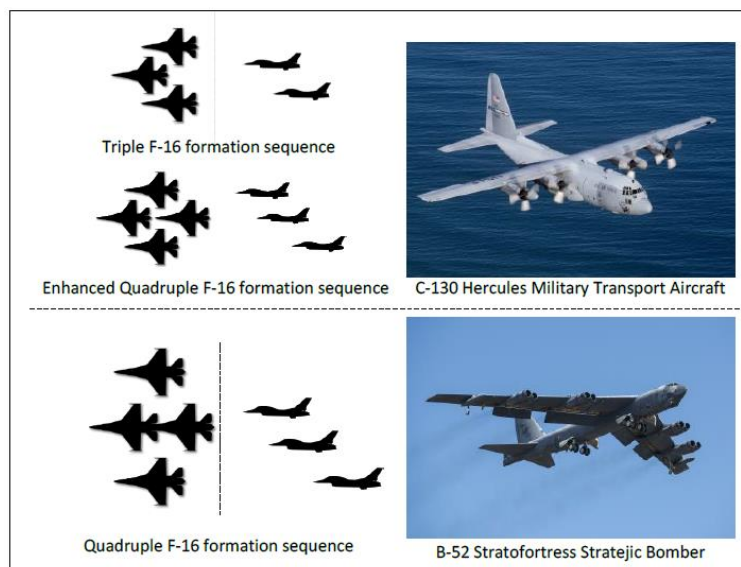 Triple F-16 formation sequence
Enhanced Quadruple F-16 formation sequence
C-130 Hercules Military Transport Aircraft
Quadruple F-16 formation sequence
B-52 Stratofortress Stratejic Bomber